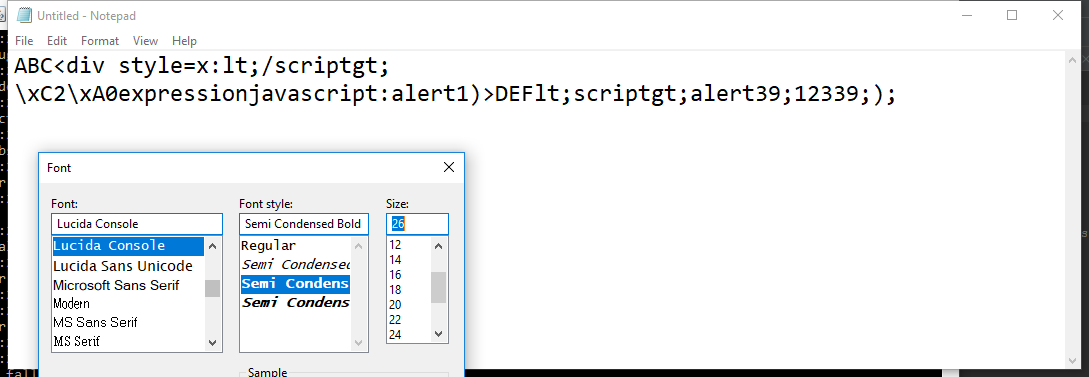 Untitled - Notepad
File Edit Format View Help
ABC<div style=x:lt;/scriptgt;
\xC2\xA0expressionjavascript:alert1)>DEFlt;scriptgt;alert39;12339;);
Font
Font: Font style: Size:
Lucida Console Semi Condensed Bold 26
Lucida Console Regular 12
Lucida Sans Unicode Semi Condensed 14
Microsoft Sans Serif Semi Condens 16
Modern Semi Condens 18
MS Sans Serif 20
MS Serif 22
24
Sample